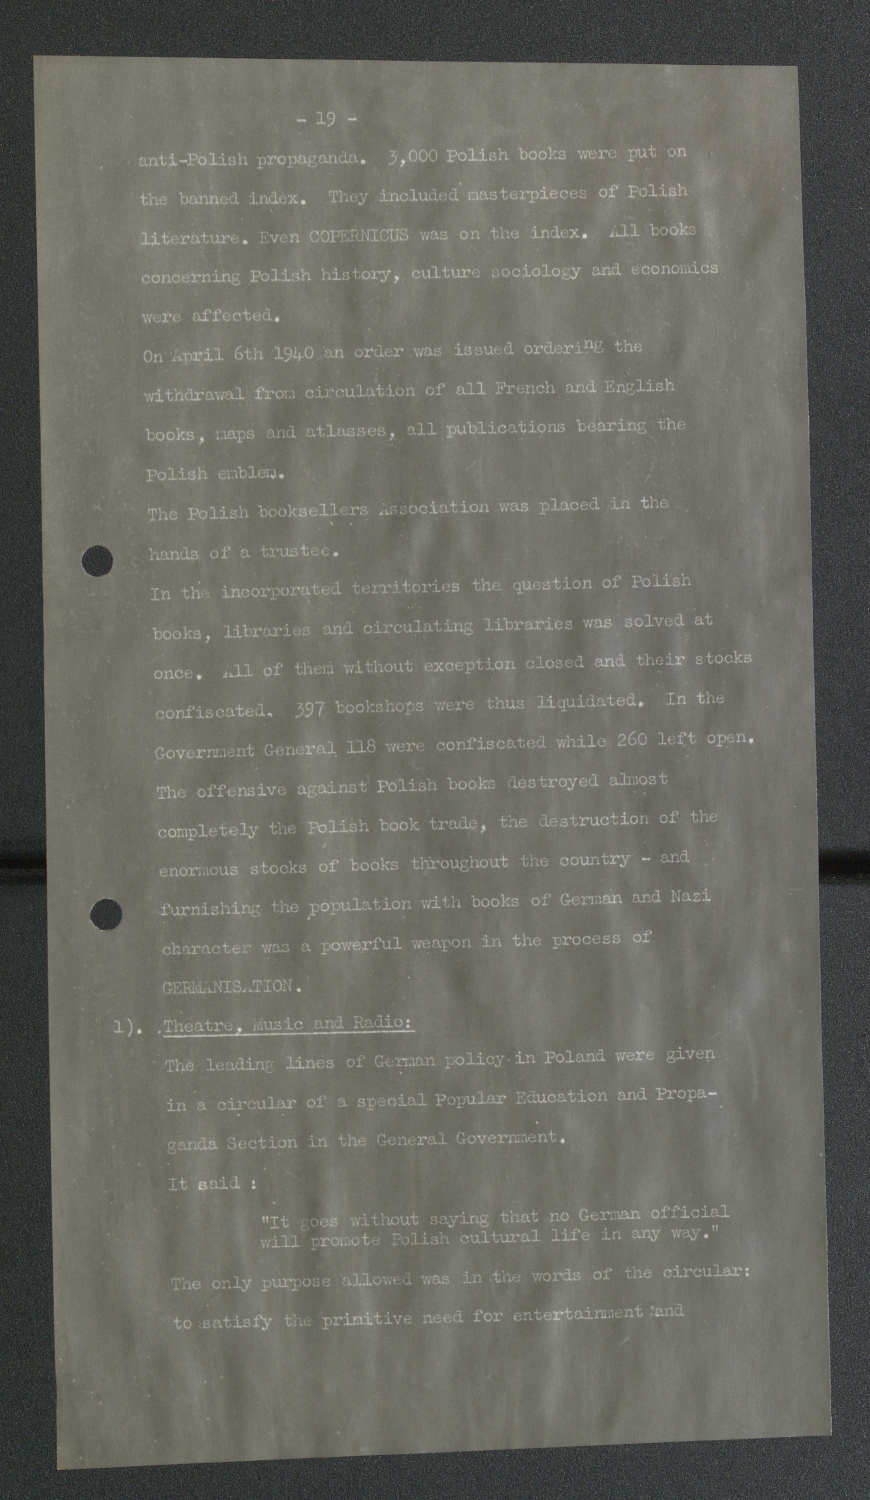 - 19 -
anti-Polish propaganda. 3,000 Polish books were put on
the banned index. They included masterpieces of Polish
literature. Even COPERNICUS was on the index. All books
concerning Polish history, culture sociology and economics
were affected.
On April 6th 1940 an order was issued ordering the
withdrawal from circulation of all French and English
books, maps and atlasses, all publications bearing the
Polish emblem.
The Polish booksellers Association was placed in the
hands of a trustee.
In the incorporated territories the question of Polish
books, libraries and circulating libraries was solved at
once. All of them without exception closed and their stocks
confiscated. 397 bookshops were thus liquidated. In the
Government General 118 were confiscated while 260 left open.
The offensive against Polish books destroyed almost
completely the Polish book trade, the destruction of the
enormous stocks of books throughout the country - and
furnishing the population with books of German and Nazi
character was a powerful weapon in the process of
GERMANISATION.
1). Theatre, Music and Radio:
The leading lines of German policy in Poland were given
in a circular of a special Popular Education and Propa-
ganda Section in the General Government.
It said :
"It goes without saying that no German official
will promote Polish cultural life in any way."
The only purpose allowed was in the words of the circular:
to satisfy the primitive need for entertainment and